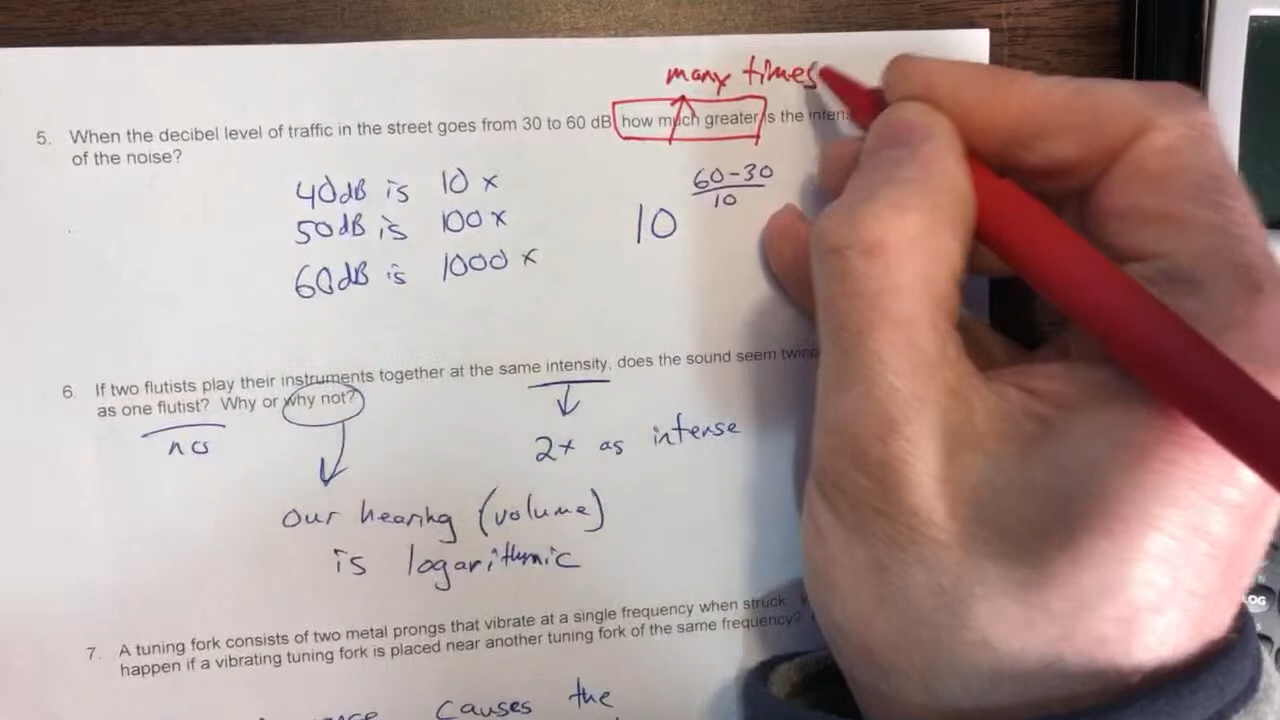 many times
5. When the decibel level of traffic in the street goes from 30 to 60 dB, how much greater is the
of the noise?
40dB is 10 x
50dB is 100 x
60dB is 1000 x
10 60-30
10
6. If two flutists play their instruments together at the same intensity, does the sound seem
as one flutist? Why or why not?
no
2x as intense
our hearing (volume)
is logarithmic
7. A tuning fork consists of two metal prongs that vibrate at a single frequency when struck
happen if a vibrating tuning fork is placed near another tuning fork of the same frequency?
causes the